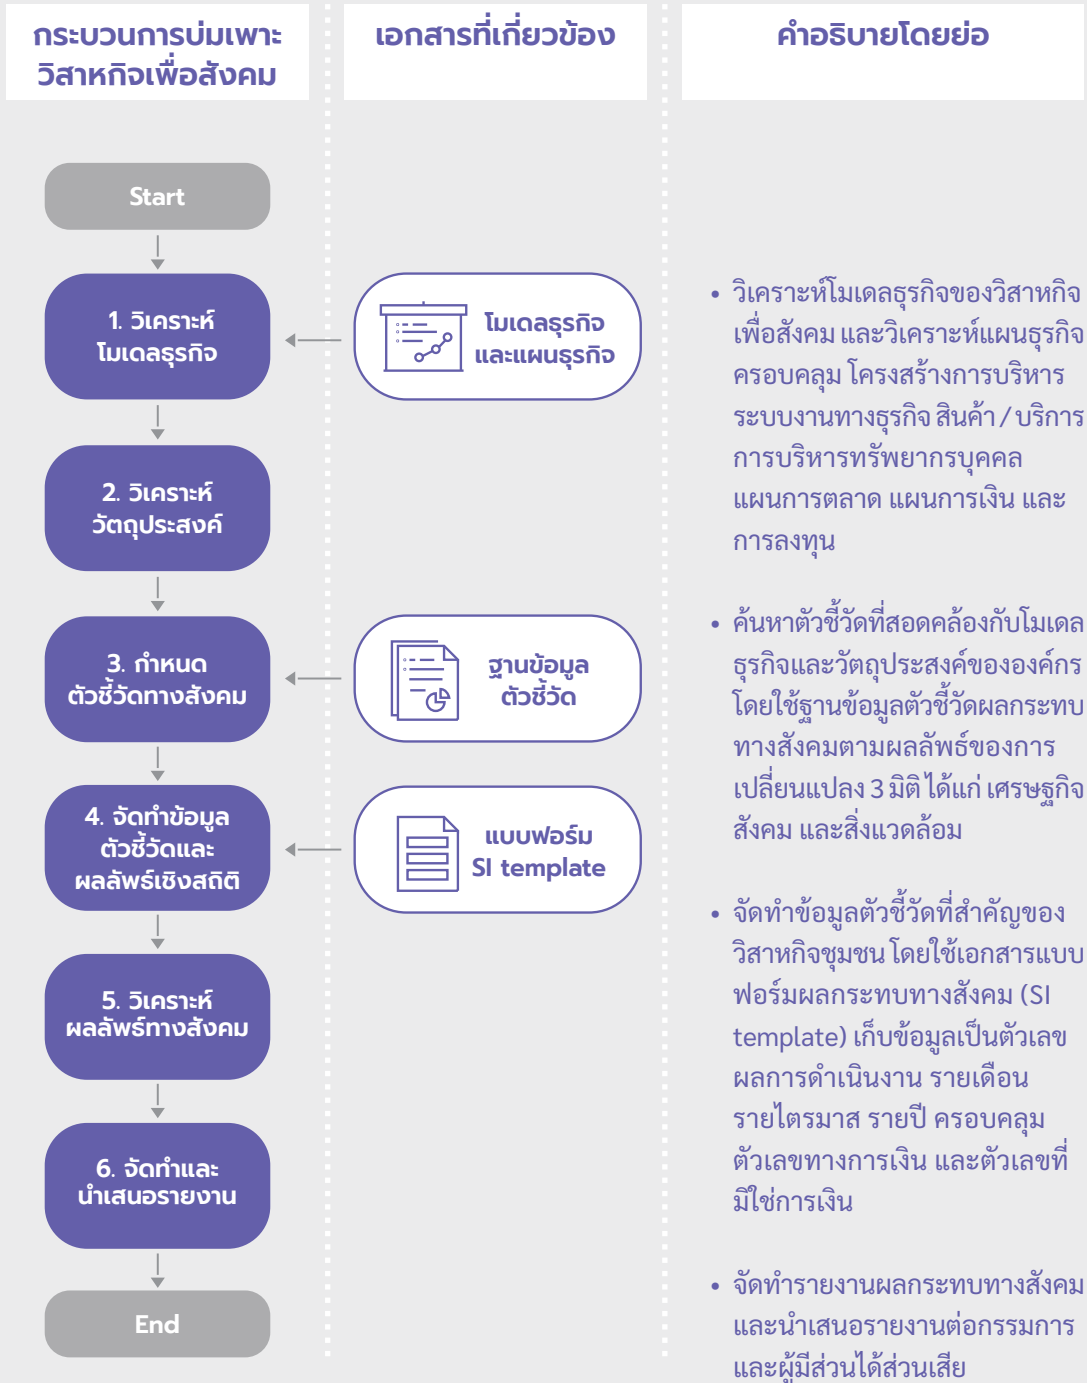 กระบวนการบ่มเพาะ
วิสาหกิจเพื่อสังคม
เอกสารที่เกี่ยวข้อง
คำอธิบายโดยย่อ
Start
1. วิเคราะห์
โมเดลธุรกิจ
2. วิเคราะห์
วัตถุประสงค์
3. กำหนด
ตัวชี้วัดทางสังคม
4. จัดทำข้อมูล
ตัวชี้วัดและ
ผลลัพธ์เชิงสถิติ
5. วิเคราะห์
ผลลัพธ์ทางสังคม
6. จัดทำและ
นำเสนอรายงาน
End
โมเดลธุรกิจ
และแผนธุรกิจ
ฐานข้อมูล
ตัวชี้วัด
แบบฟอร์ม
SI template
• วิเคราะห์โมเดลธุรกิจของวิสาหกิจ
เพื่อสังคม และวิเคราะห์แผนธุรกิจ
ครอบคลุม โครงสร้างการบริหาร
ระบบงานทางธุรกิจ สินค้า / บริการ
การบริหารทรัพยากรบุคคล
แผนการตลาด แผนการเงิน และ
การลงทุน
• ค้นหาตัวชี้วัดที่สอดคล้องกับโมเดล
ธุรกิจและวัตถุประสงค์ขององค์กร
โดยใช้ฐานข้อมูลตัวชี้วัดผลกระทบ
ทางสังคมตามผลลัพธ์ของการ
เปลี่ยนแปลง 3 มิติ ได้แก่ เศรษฐกิจ
สังคม และสิ่งแวดล้อม
• จัดทำข้อมูลตัวชี้วัดที่สำคัญของ
วิสาหกิจชุมชน โดยใช้เอกสารแบบ
ฟอร์มผลกระทบทางสังคม (SI
template) เก็บข้อมูลเป็นตัวเลข
ผลการดำเนินงาน รายเดือน
รายไตรมาส รายปี ครอบคลุม
ตัวเลขทางการเงิน และตัวเลขที่
มิใช่การเงิน
• จัดทำรายงานผลกระทบทางสังคม
และนำเสนอรายงานต่อกรรมการ
และผู้มีส่วนได้ส่วนเสีย